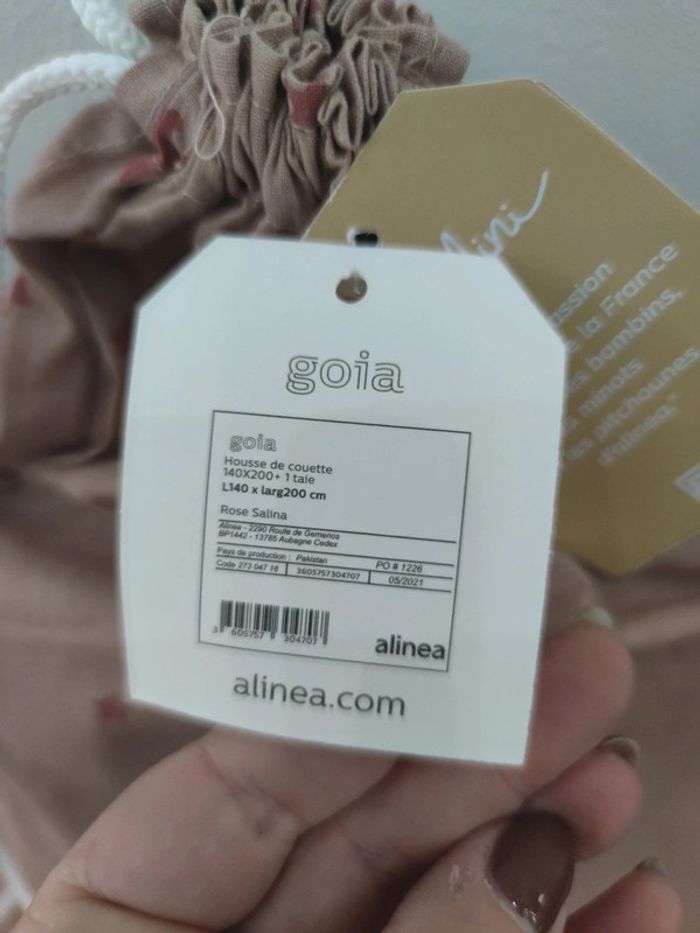 goia
goia
Housse de couette
140X200+ 1 taie
L140 x larg200 cm
Rose Salina
Alinea - 2290 Route de Gemenos
BP1442 - 13785 Aubagne Cedex
Pays de production : Pakistan
PO # 1226
Code 273 047 16
3605757304707
05/2021
3 605757 304707
alinea
alinea.com
la France
bambins,
minots
pitchounes
d'alinea."